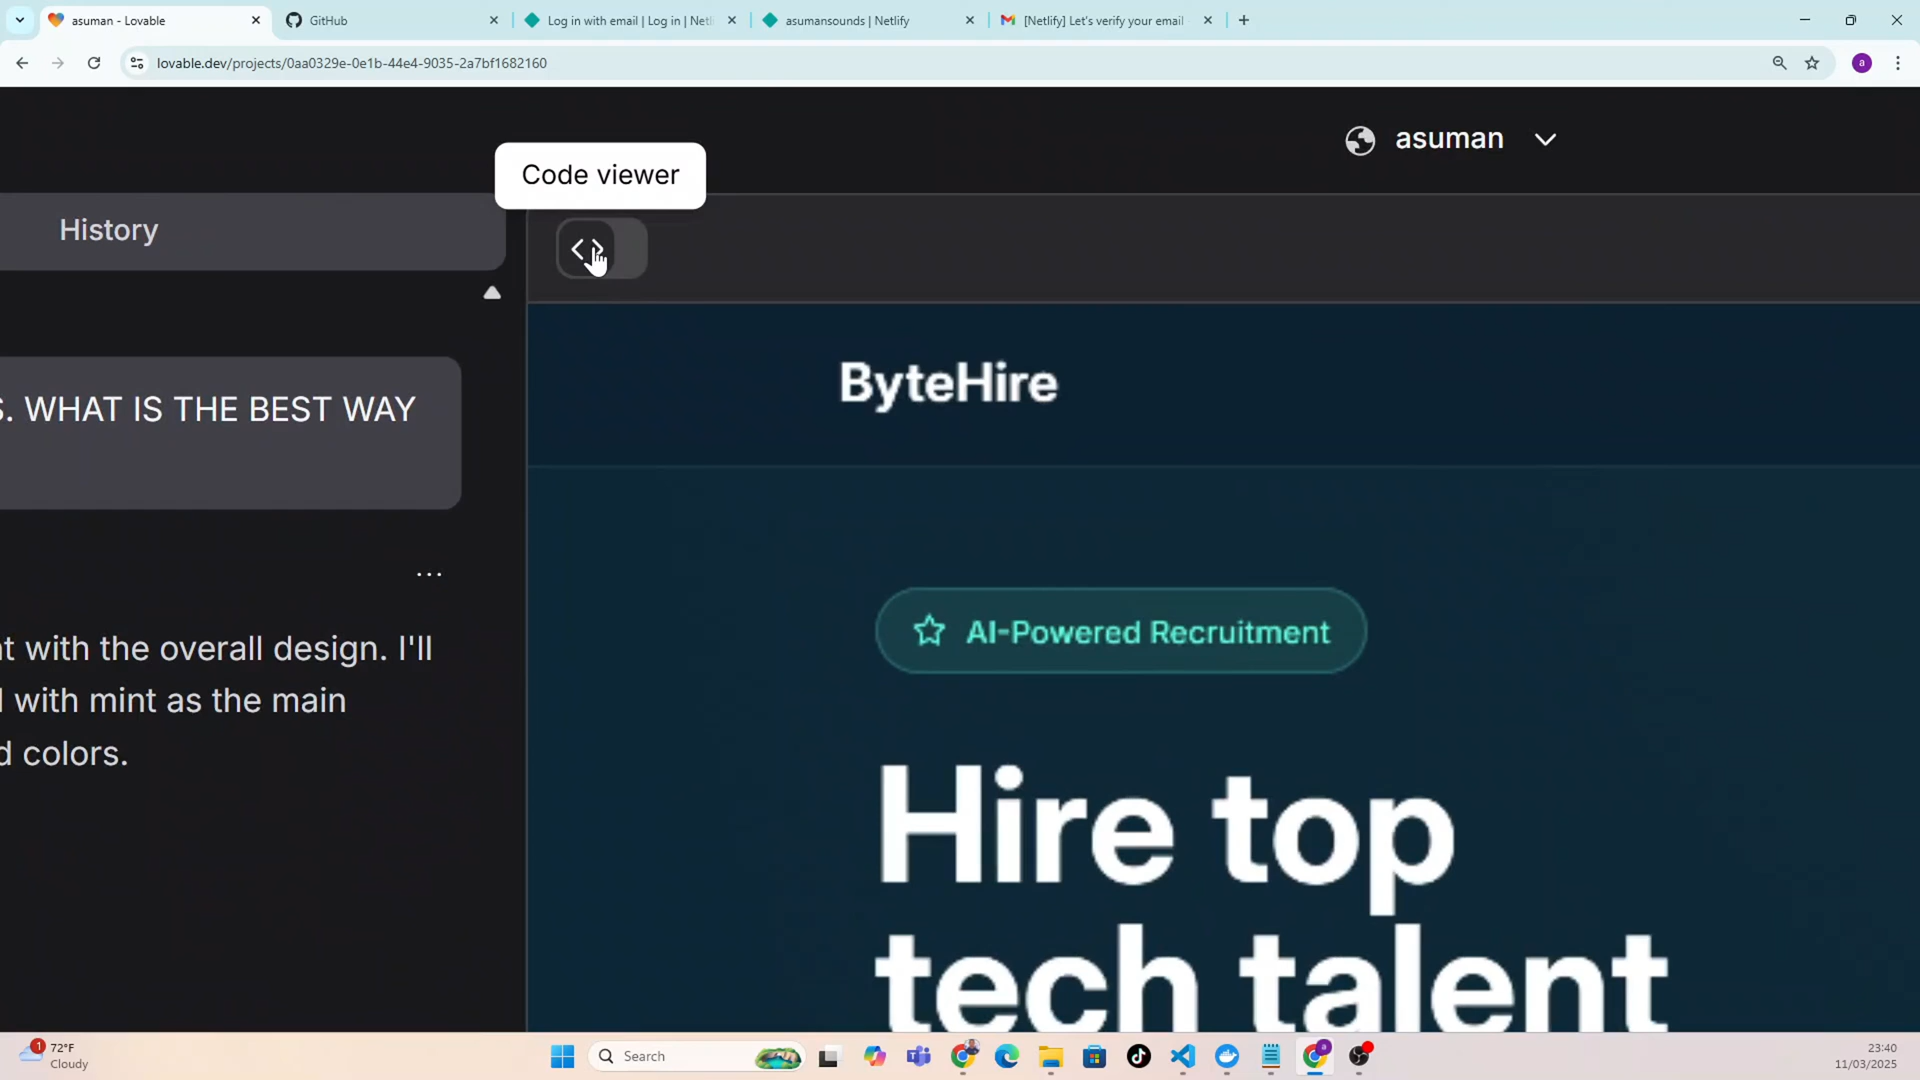 asuman - Lovable
GitHub
Log in with email | Log in | Netl
asumansounds | Netlify
[Netlify] Let's verify your email
lovable.dev/projects/0aa0329e-0e1b-44e4-9035-2a7bf1682160
a
asuman
Code viewer
History
S. WHAT IS THE BEST WAY
ByteHire
AI-Powered Recruitment
...
t with the overall design. I'll
with mint as the main
d colors.
Hire top
tech talent
1
72°F
Cloudy
Search
a
23:40
11/03/2025